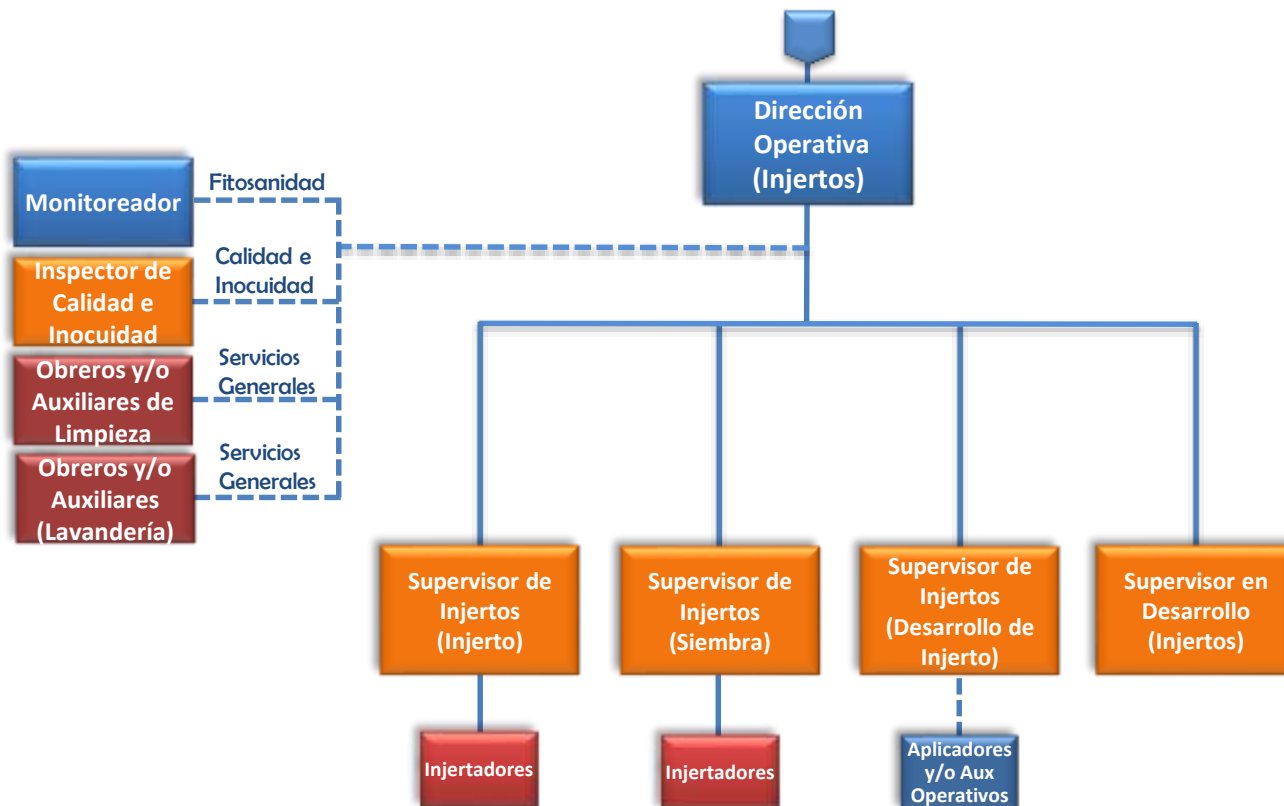 Dirección
Operativa
(Injertos)
Monitoreador
Fitosanidad
Inspector de
Calidad e
Inocuidad
Calidad e
Inocuidad
Obreros y/o
Auxiliares de
Limpieza
Servicios
Generales
Obreros y/o
Auxiliares
(Lavandería)
Servicios
Generales
Supervisor de
Injertos
(Injerto)
Supervisor de
Injertos
(Siembra)
Supervisor de
Injertos
(Desarrollo de
Injerto)
Supervisor en
Desarrollo
(Injertos)
Injertadores
Injertadores
Aplicadores
y/o Aux
Operativos